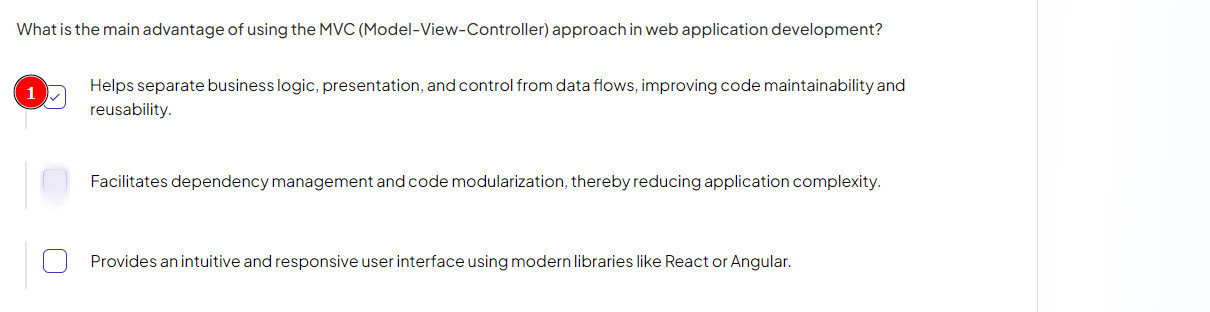 What is the main advantage of using the MVC (Model-View-Controller) approach in web application development?
1
Helps separate business logic, presentation, and control from data flows, improving code maintainability and
reusability.
Facilitates dependency management and code modularization, thereby reducing application complexity.
Provides an intuitive and responsive user interface using modern libraries like React or Angular.